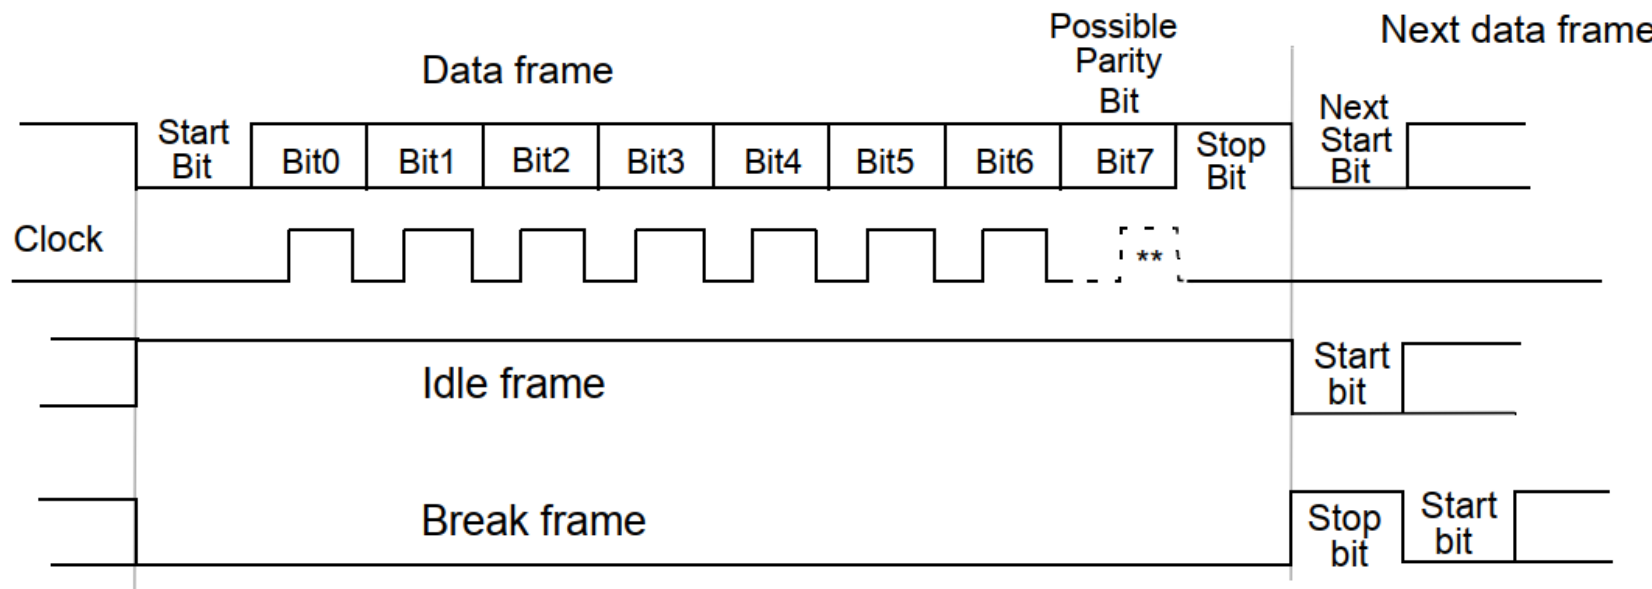 Data frame
Possible
Parity
Bit
Next data frame
Start
Bit
Bit0
Bit1
Bit2
Bit3
Bit4
Bit5
Bit6
Bit7
Stop
Bit
Next
Start
Bit
Clock
**
Idle frame
Start
bit
Break frame
Stop
bit
Start
bit